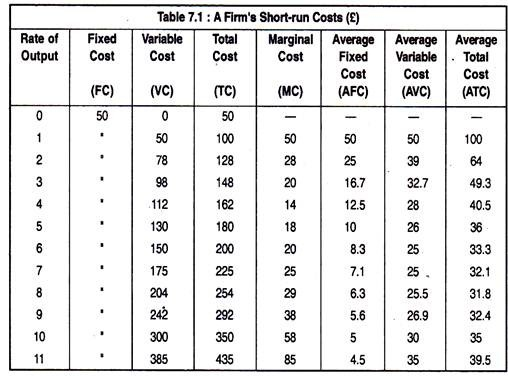 Table 7.1 : A Firm's Short-run Costs (£)
Rate of Output Fixed Cost (FC) Variable Cost (VC) Total Cost (TC) Marginal Cost (MC) Average Fixed Cost (AFC) Average Variable Cost (AVC) Average Total Cost (ATC)
0 50 0 50 — — — —
1 " 50 100 50 50 50 100
2 " 78 128 28 25 39 64
3 " 98 148 20 16.7 32.7 49.3
4 " 112 162 14 12.5 28 40.5
5 " 130 180 18 10 26 36
6 " 150 200 20 8.3 25 33.3
7 " 175 225 25 7.1 25 32.1
8 " 204 254 29 6.3 25.5 31.8
9 " 242 292 38 5.6 26.9 32.4
10 " 300 350 58 5 30 35
11 " 385 435 85 4.5 35 39.5